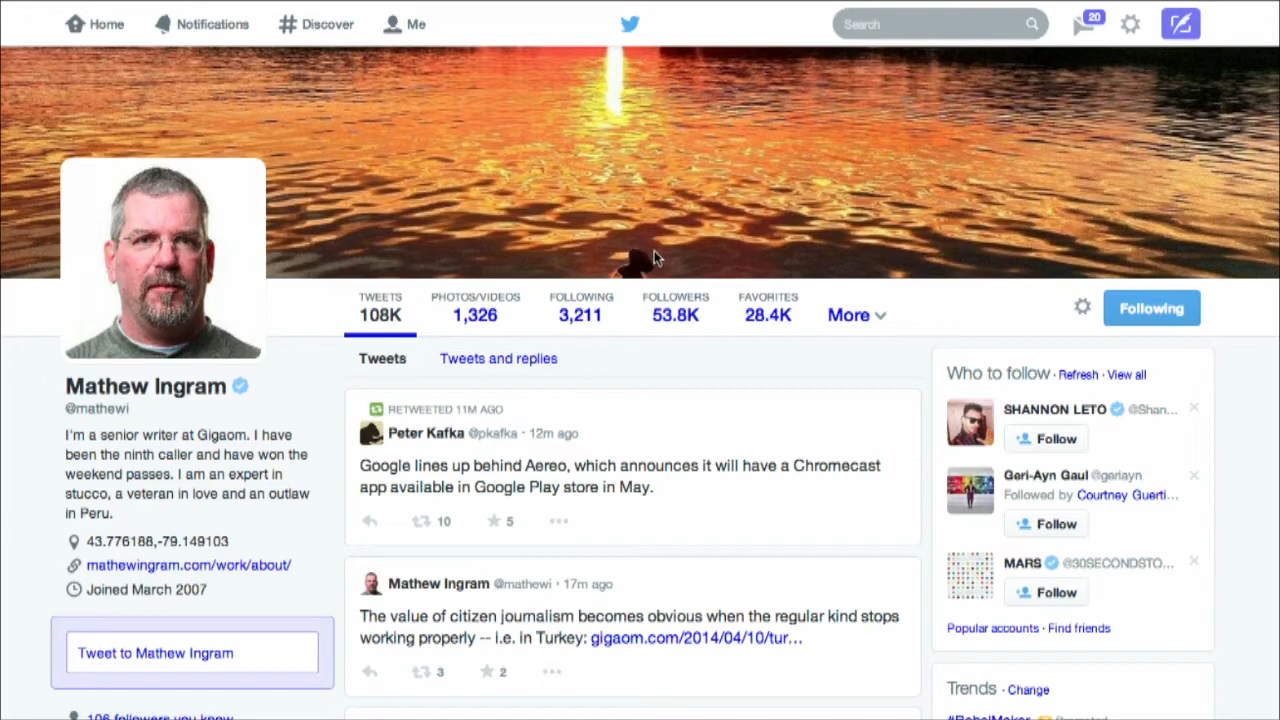 Home
Notifications
Discover
Me
Search
20
TWEETS
108K
PHOTOS/VIDEOS
1,326
FOLLOWING
3,211
FOLLOWERS
53.8K
FAVORITES
28.4K
More
Following
Mathew Ingram
@mathewi
I'm a senior writer at Gigaom. I have
been the ninth caller and have won the
weekend passes. I am an expert in
stucco, a veteran in love and an outlaw
in Peru.
43.776188,-79.149103
mathewingram.com/work/about/
Joined March 2007
Tweet to Mathew Ingram
106 followers you know
Tweets
Tweets and replies
RETWEETED 11M AGO
Peter Kafka @pkafka · 12m ago
Google lines up behind Aereo, which announces it will have a Chromecast
app available in Google Play store in May.
10
5
Mathew Ingram @mathewi · 17m ago
The value of citizen journalism becomes obvious when the regular kind stops
working properly -- i.e. in Turkey: gigaom.com/2014/04/10/tur...
3
2
Who to follow · Refresh · View all
SHANNON LETO @Shan...
Follow
Geri-Ayn Gaul @geriayn
Followed by Courtney Guerti...
Follow
MARS @30SECONDSTO...
Follow
Popular accounts · Find friends
Trends · Change
#RebelMaker Promoted